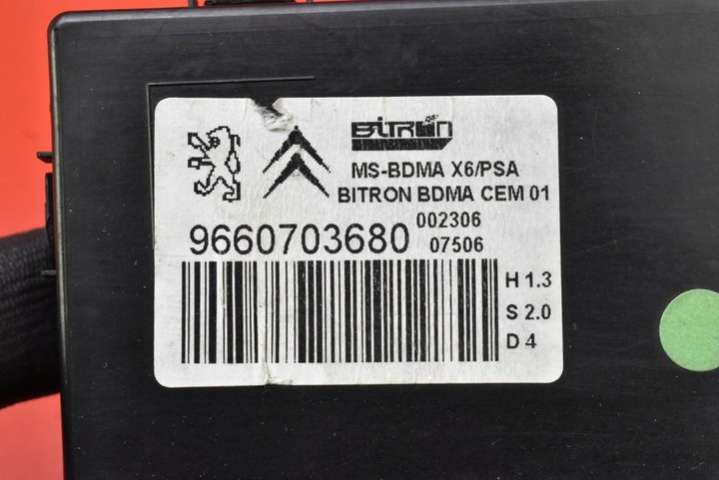 BiTRON
MS-BDMA X6/PSA
BITRON BDMA CEM 01
002306
9660703680 07506
H 1.3
S 2.0
D 4